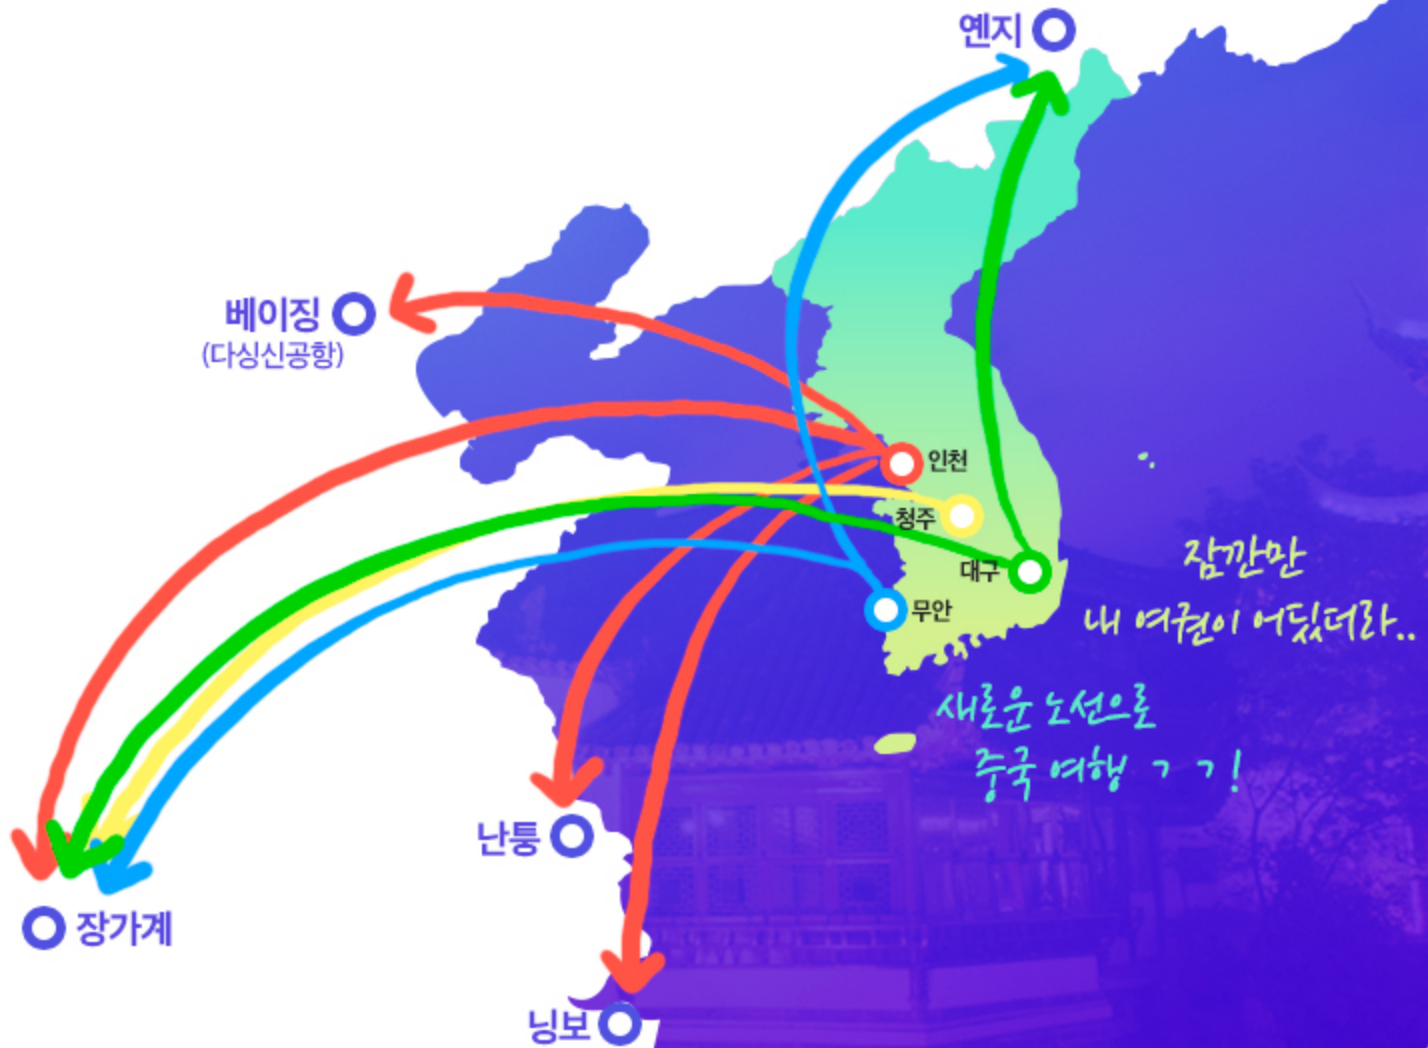 옌지
베이징
(다싱신공항)
인천
청주
대구
무안
잠깐만
내 여권이 어딨더라..
새로운 노선으로
중국 여행 ㄱㄱ!
난퉁
장가계
닝보